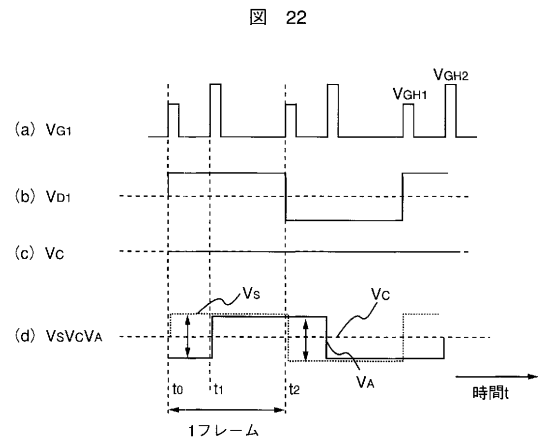 図 22
VGH2
VGH1
(a) VG1
(b) VD1
(c) VC
VS
VC
(d) VSVCVA
VA
t0
t1
t2
時間t
1フレーム